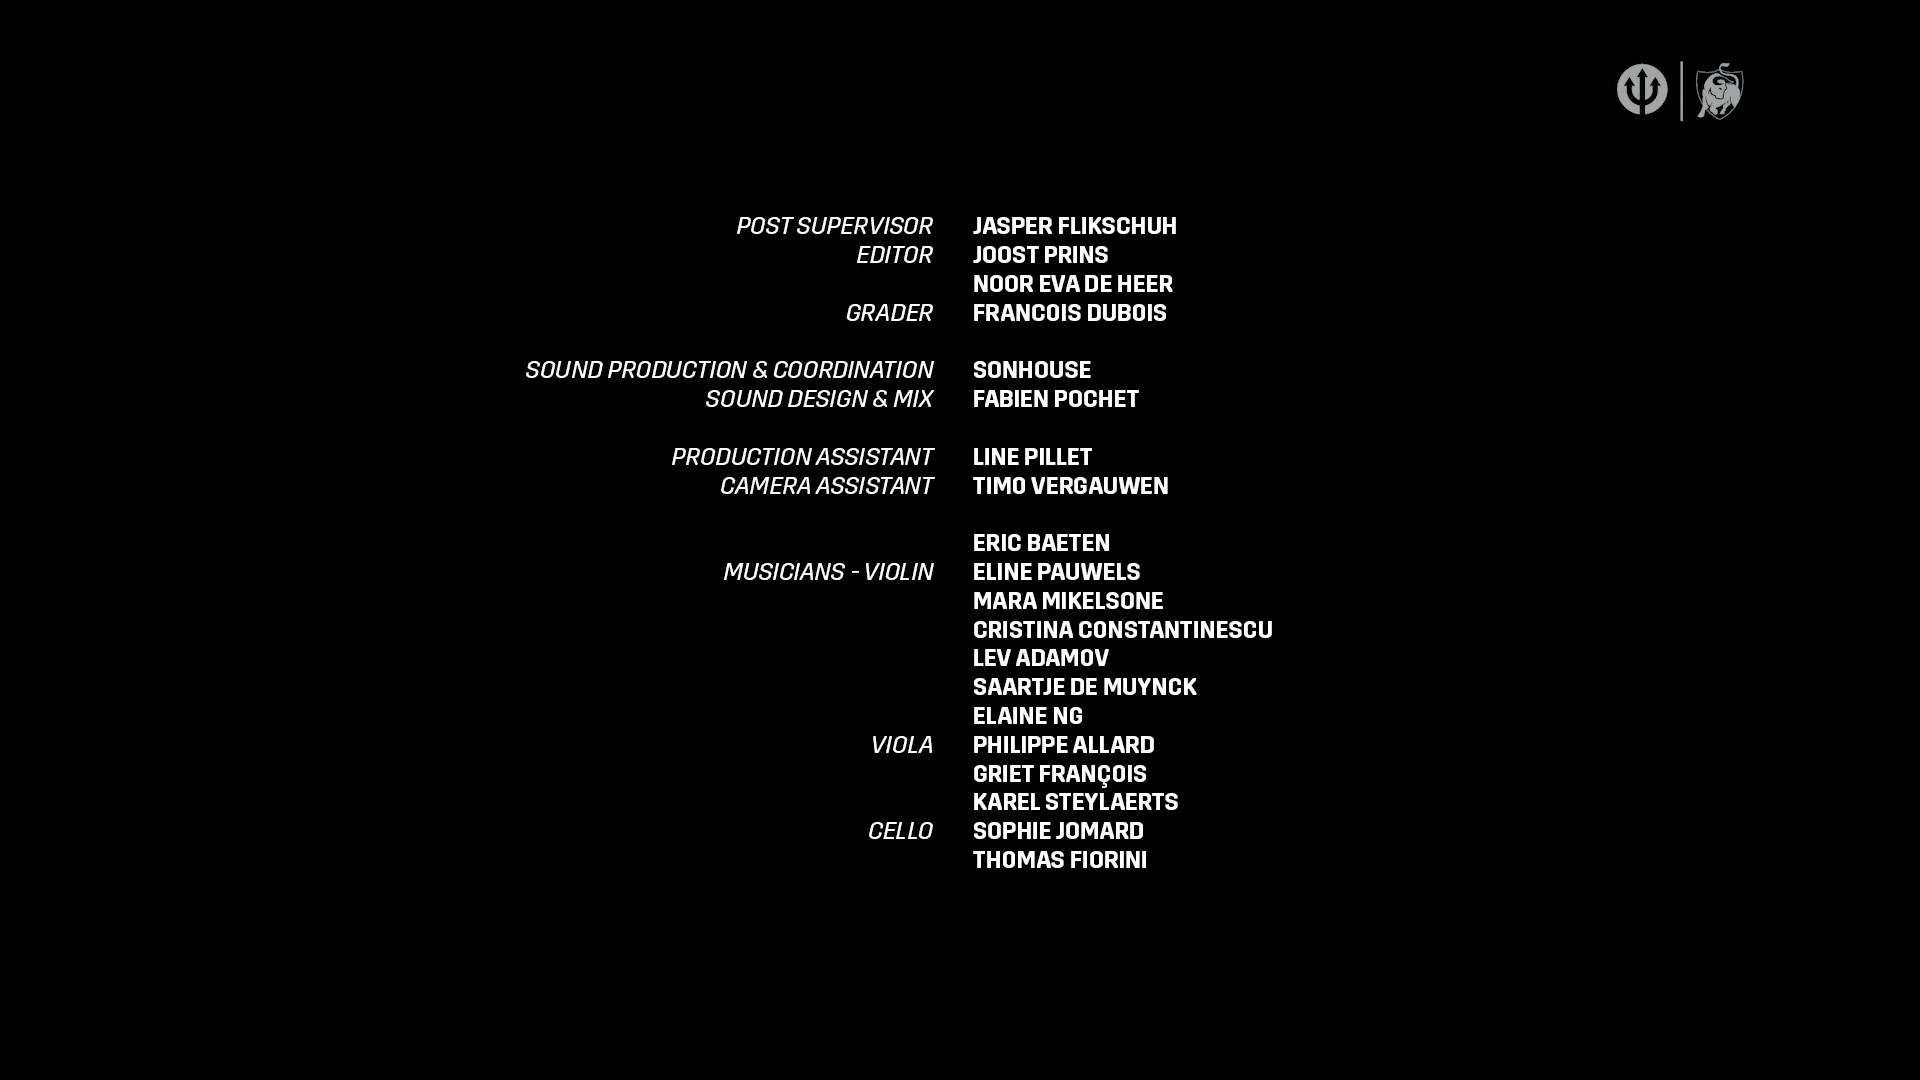 POST SUPERVISOR JASPER FLIKSCHUH
EDITOR JOOST PRINS
NOOR EVA DE HEER
GRADER FRANCOIS DUBOIS
SOUND PRODUCTION & COORDINATION SONHOUSE
SOUND DESIGN & MIX FABIEN POCHET
PRODUCTION ASSISTANT LINE PILLET
CAMERA ASSISTANT TIMO VERGAUWEN
ERIC BAETEN
MUSICIANS - VIOLIN ELINE PAUWELS
MARA MIKELSONE
CRISTINA CONSTANTINESCU
LEV ADAMOV
SAARTJE DE MUYNCK
ELAINE NG
VIOLA PHILIPPE ALLARD
GRIET FRANÇOIS
KAREL STEYLAERTS
CELLO SOPHIE JOMARD
THOMAS FIORINI